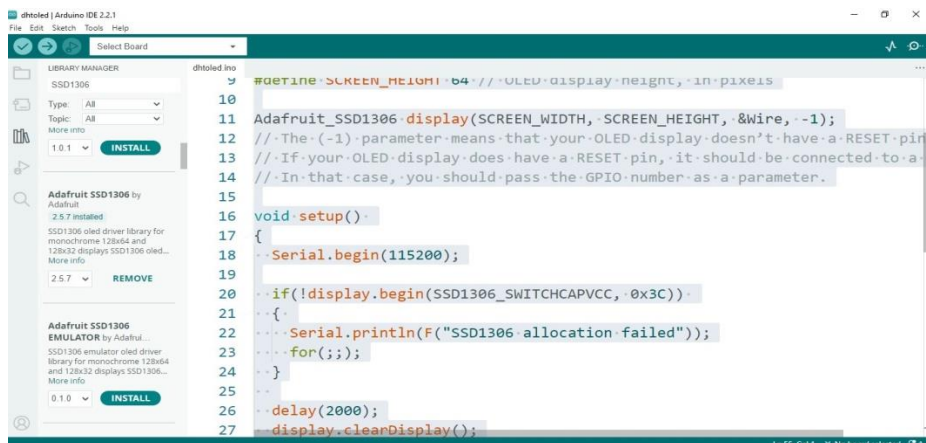 dhtoled | Arduino IDE 2.2.1
File Edit Sketch Tools Help
Select Board
LIBRARY MANAGER
SSD1306
Type: All
Topic: All
More info
1.0.1 INSTALL
Adafruit SSD1306 by
Adafruit
2.5.7 installed
SSD1306 oled driver library for
monochrome 128x64 and
128x32 displays SSD1306 oled...
More info
2.5.7 REMOVE
Adafruit SSD1306
EMULATOR by Adafrui...
SSD1306 emulator oled driver
library for monochrome 128x64
and 128x32 displays SSD1306...
More info
0.1.0 INSTALL
dhtoled.ino
9 #define SCREEN_HEIGHT 64 // OLED display height, in pixels
10
11 Adafruit_SSD1306 display(SCREEN_WIDTH, SCREEN_HEIGHT, &Wire, -1);
12 // The (-1) parameter means that your OLED display doesn't have a RESET pin
13 // If your OLED display does have a RESET pin, it should be connected to a
14 // In that case, you should pass the GPIO number as a parameter.
15
16 void setup()
17 {
18 Serial.begin(115200);
19
20 if(!display.begin(SSD1306_SWITCHCAPVCC, 0x3C))
21 {
22 Serial.println(F("SSD1306 allocation failed"));
23 for(;;);
24 }
25
26 delay(2000);
27 display.clearDisplay();